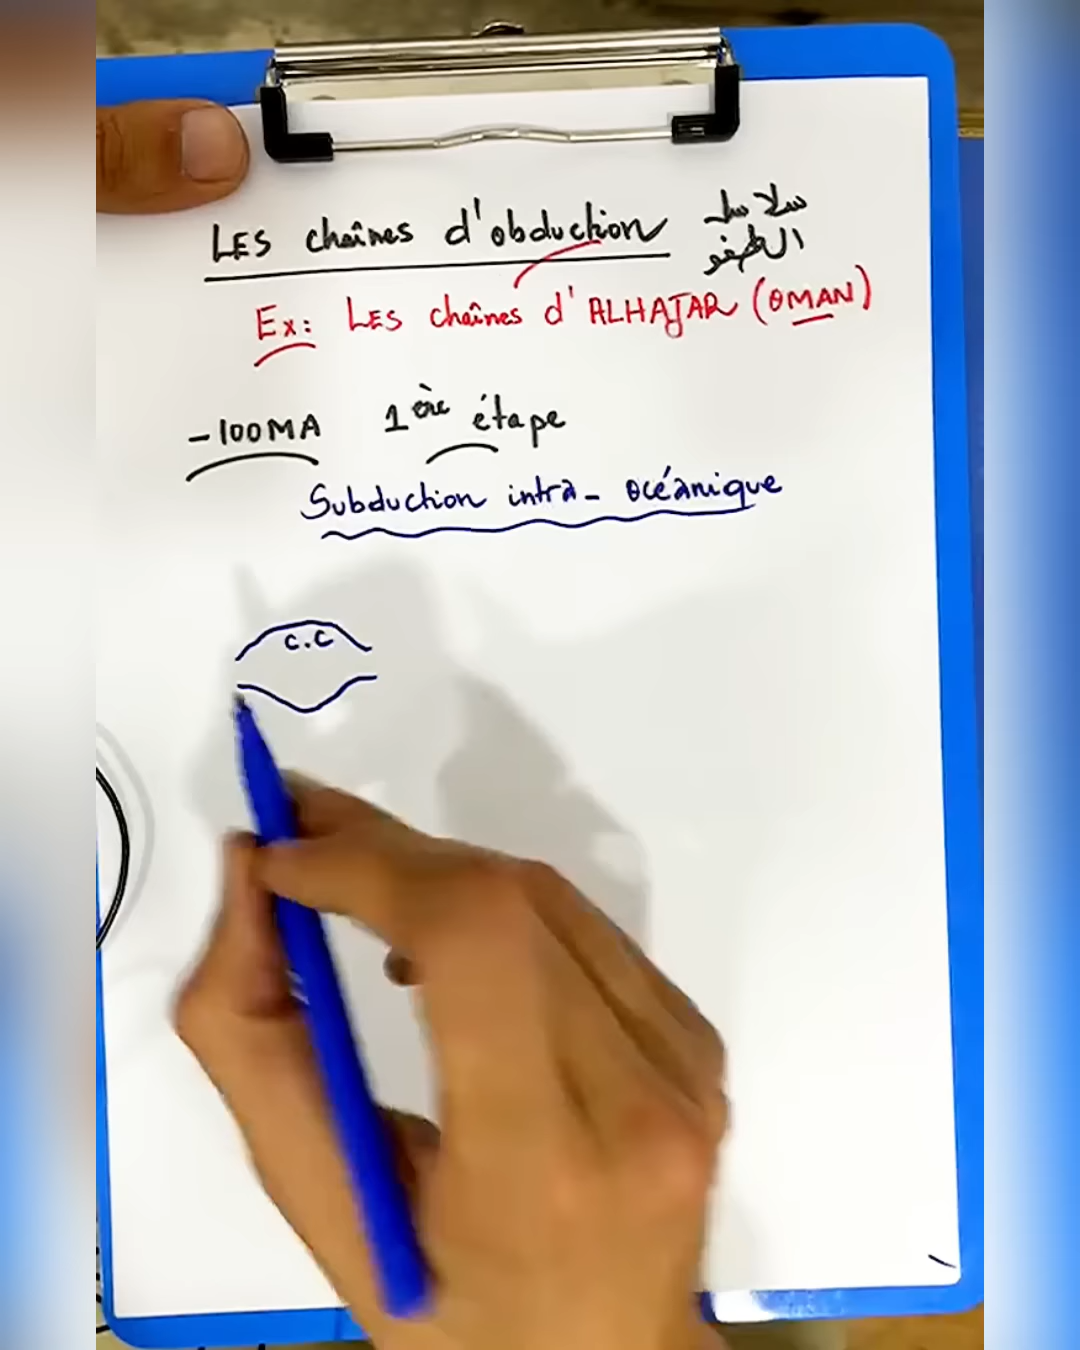 LES chaînes d'obduction سلاسل الطفو
Ex: LES chaînes d'ALHAJAR (OMAN)
-100MA 1ère étape
Subduction intra-océanique
C.C